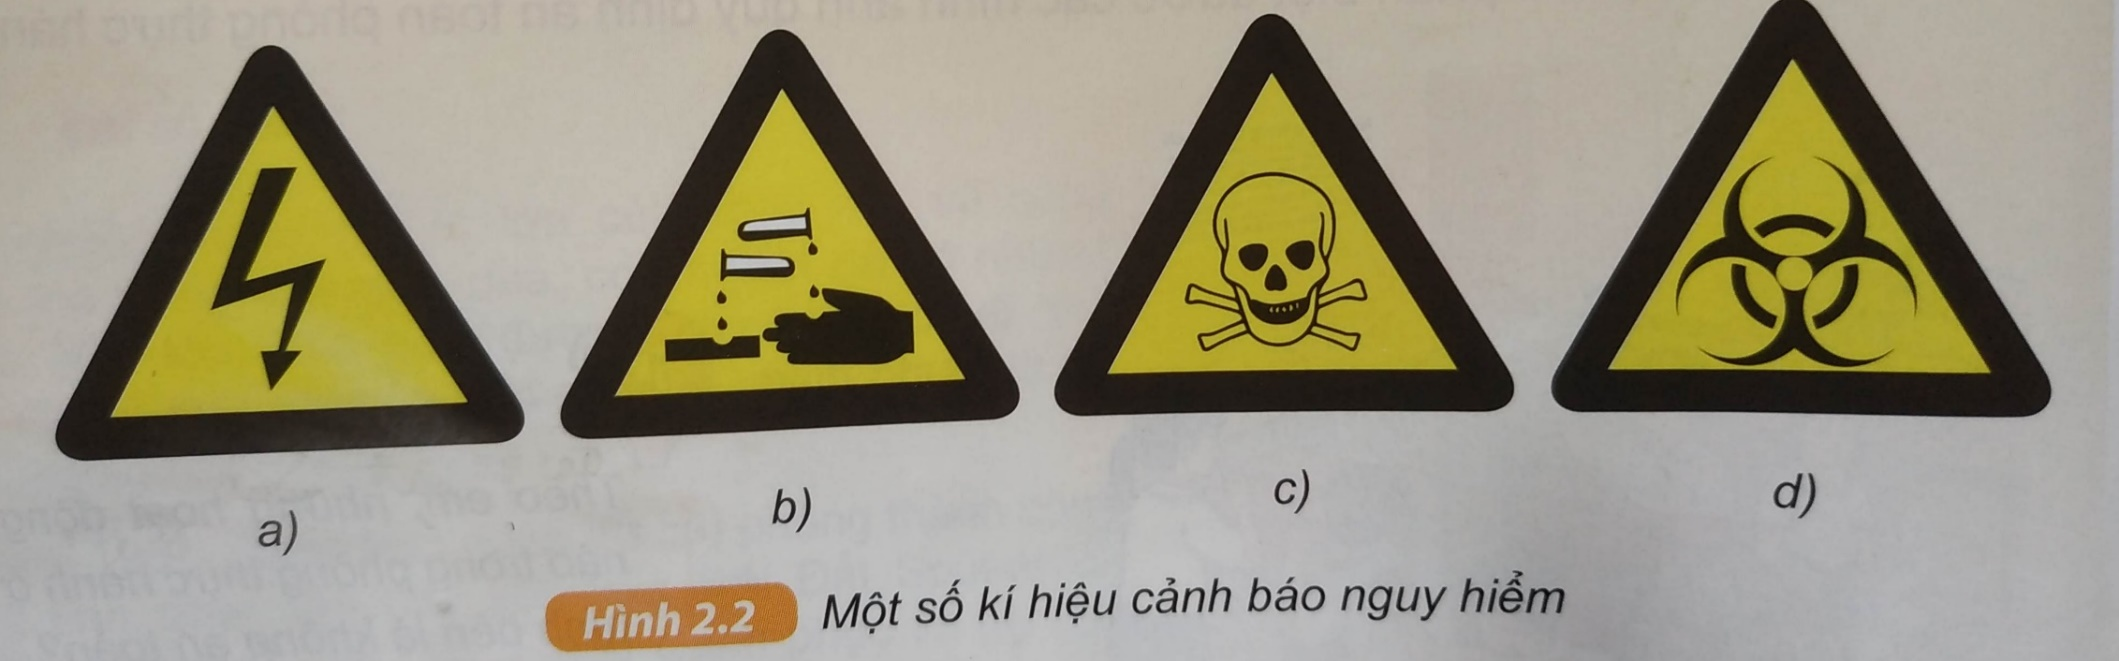 a)
b)
c)
d)
Hình 2.2 Một số kí hiệu cảnh báo nguy hiểm